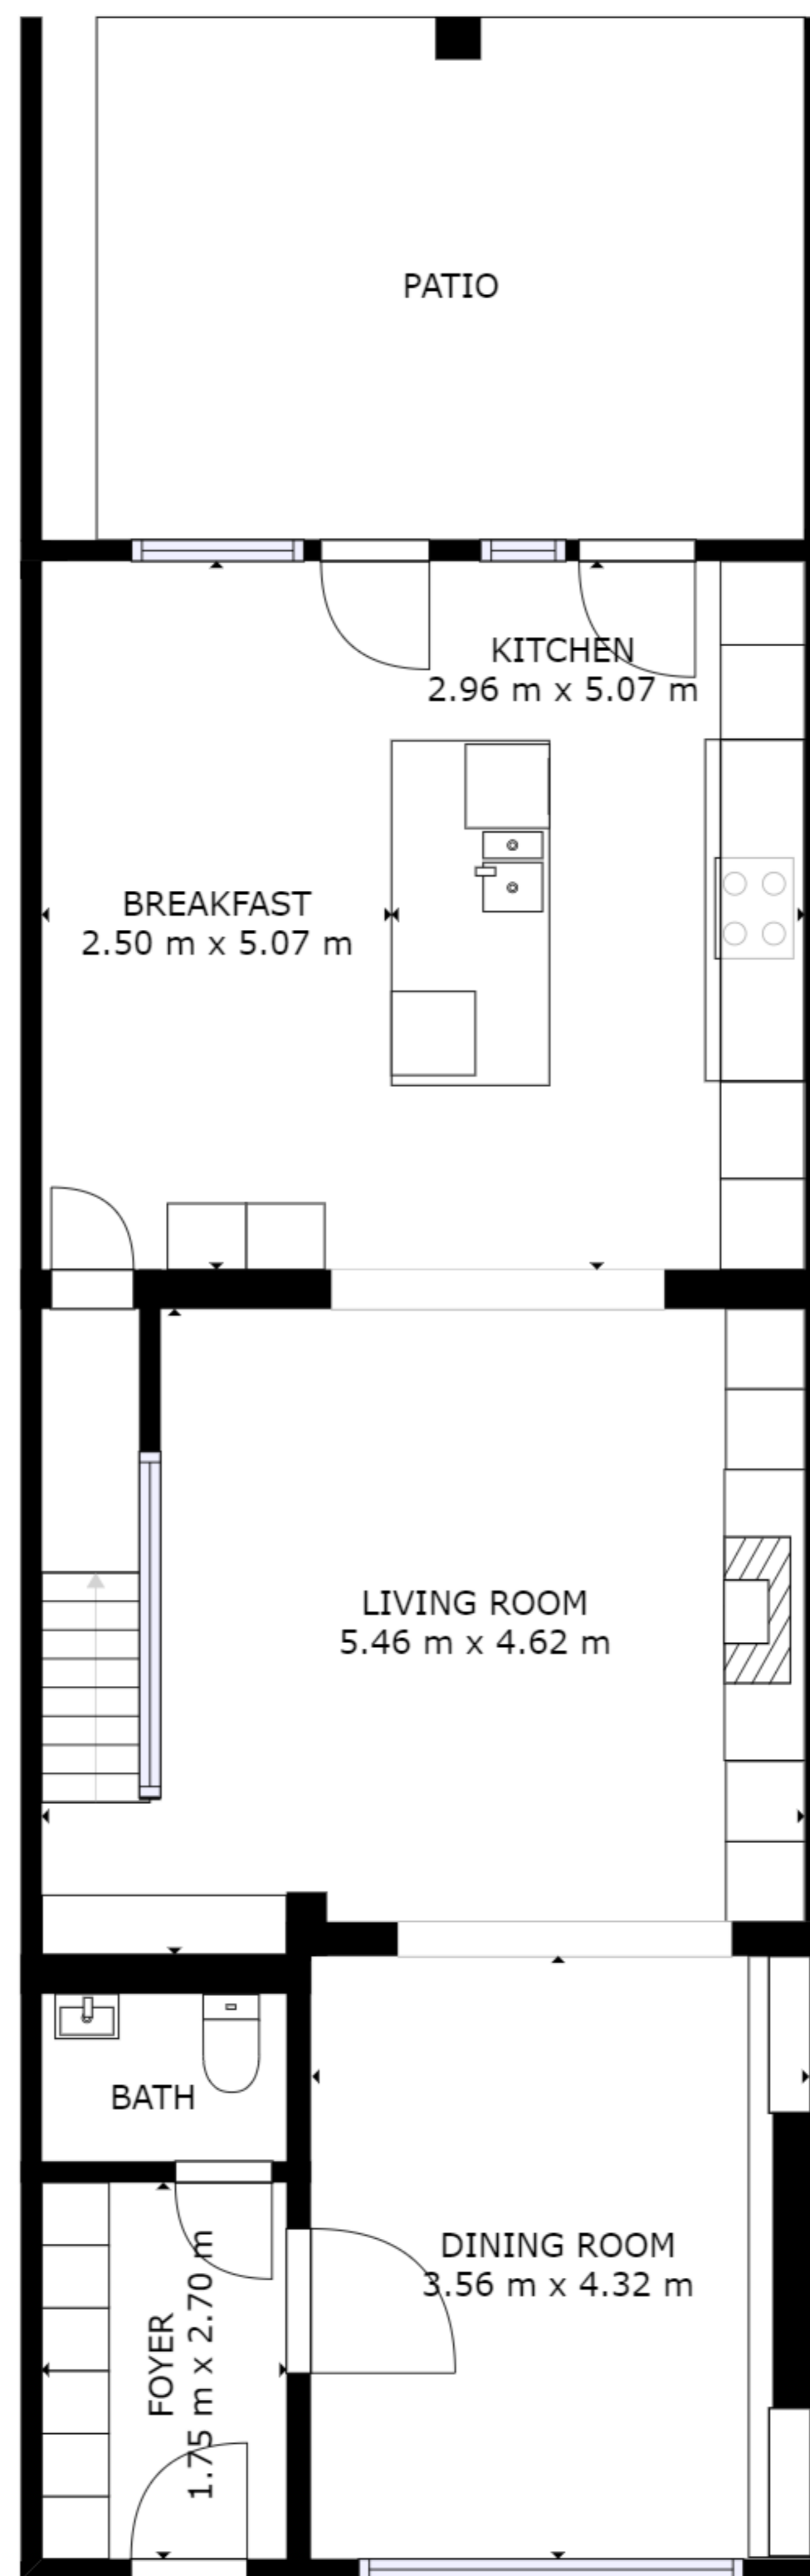 PATIO
KITCHEN
2.96 m x 5.07 m
BREAKFAST
2.50 m x 5.07 m
LIVING ROOM
5.46 m x 4.62 m
BATH
DINING ROOM
3.56 m x 4.32 m
FOYER
1.75 m x 2.70 m